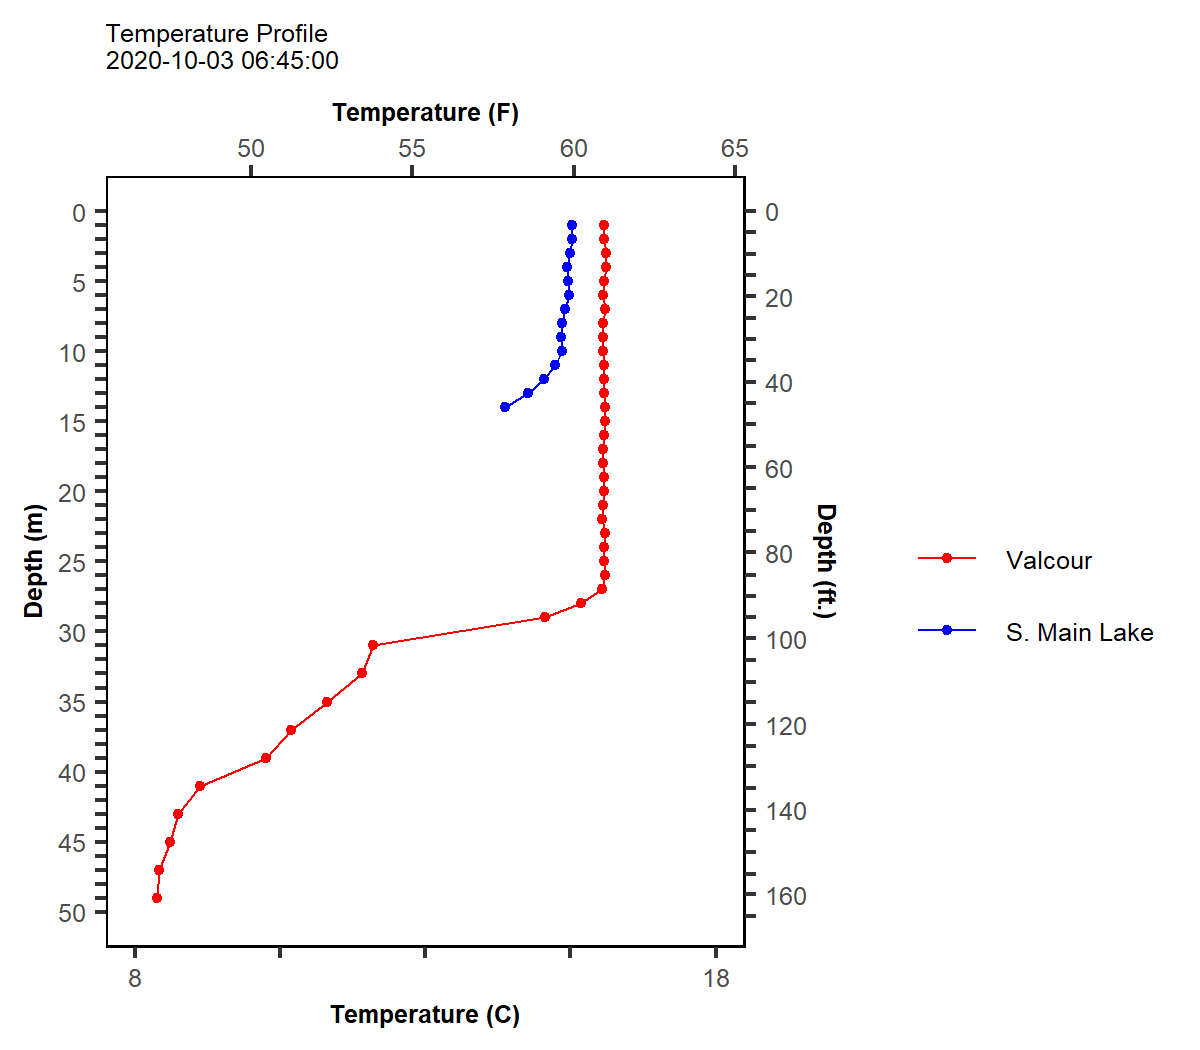 Temperature Profile
2020-10-03 06:45:00
Temperature (F)
50 55 60 65
0
5
10
15
20
25
30
35
40
45
50
Depth (m)
0
20
40
60
80
100
120
140
160
Depth (ft.)
Valcour
S. Main Lake
8 18
Temperature (C)